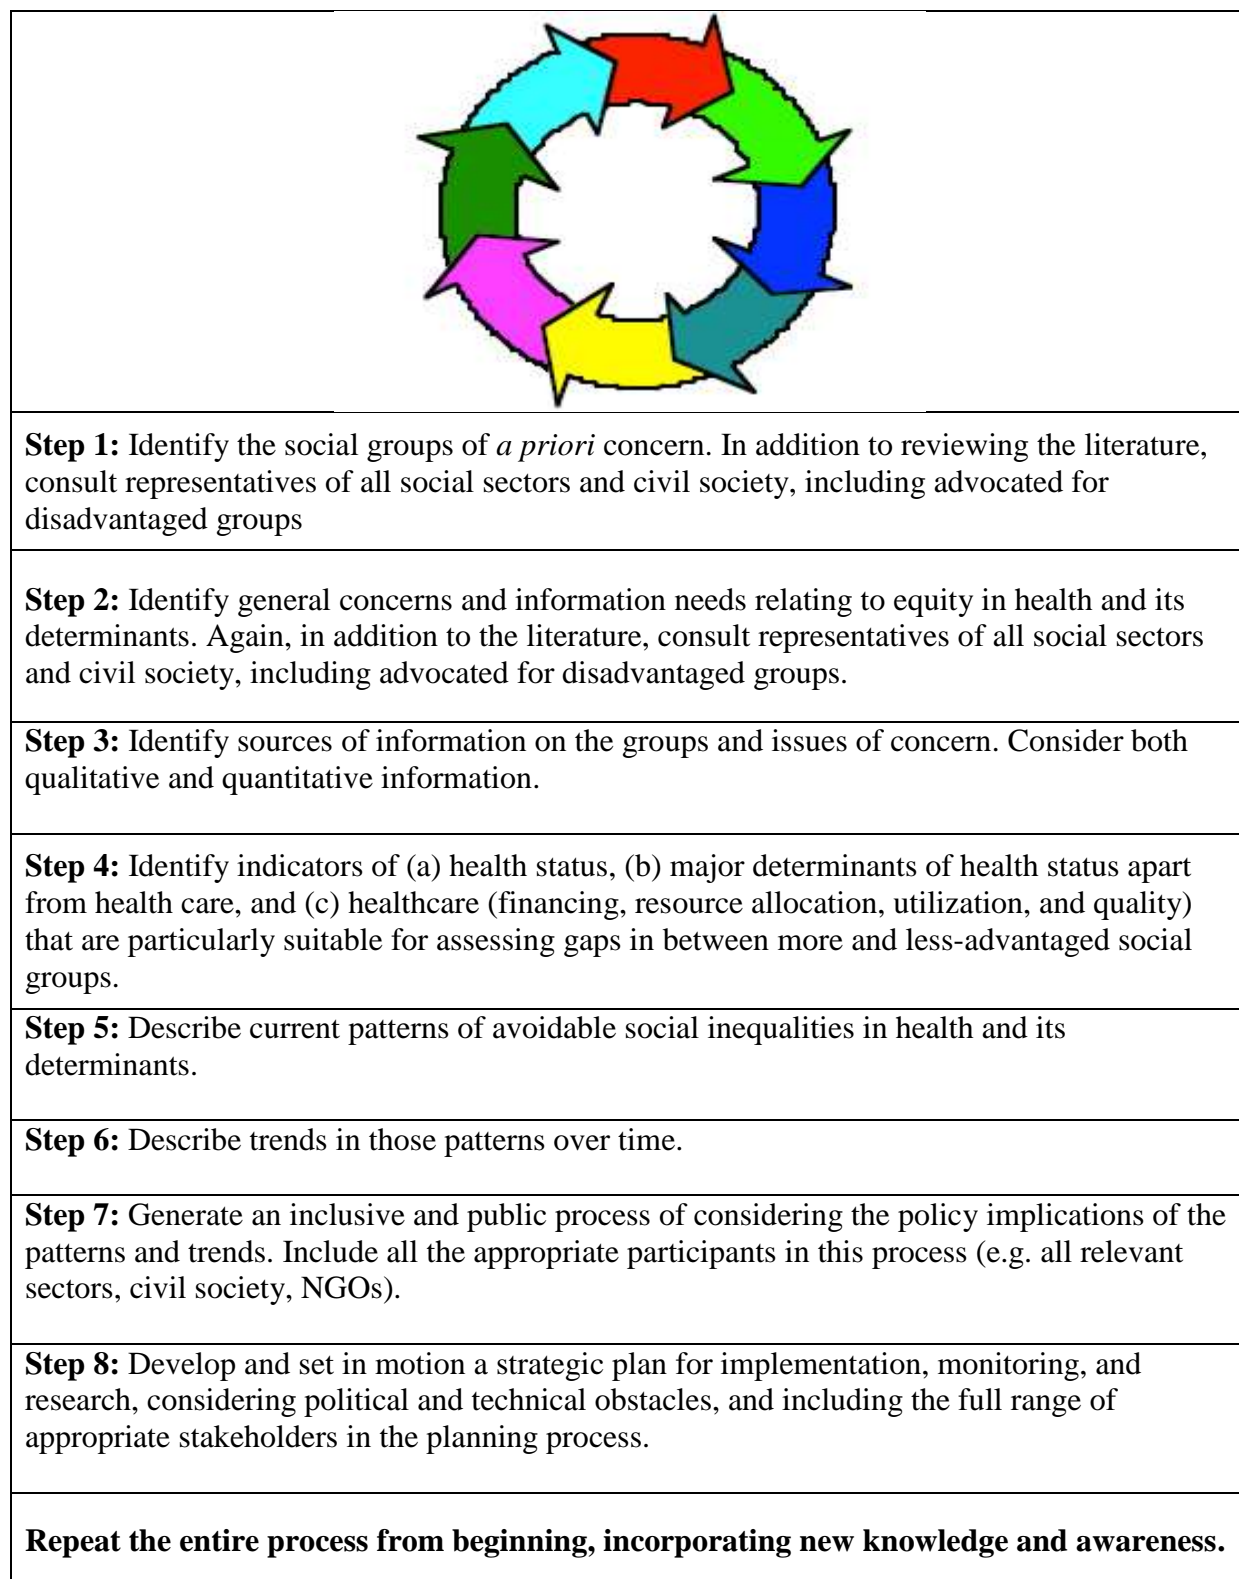 Step 1: Identify the social groups of a priori concern. In addition to reviewing the literature,
consult representatives of all social sectors and civil society, including advocated for
disadvantaged groups
Step 2: Identify general concerns and information needs relating to equity in health and its
determinants. Again, in addition to the literature, consult representatives of all social sectors
and civil society, including advocated for disadvantaged groups.
Step 3: Identify sources of information on the groups and issues of concern. Consider both
qualitative and quantitative information.
Step 4: Identify indicators of (a) health status, (b) major determinants of health status apart
from health care, and (c) healthcare (financing, resource allocation, utilization, and quality)
that are particularly suitable for assessing gaps in between more and less-advantaged social
groups.
Step 5: Describe current patterns of avoidable social inequalities in health and its
determinants.
Step 6: Describe trends in those patterns over time.
Step 7: Generate an inclusive and public process of considering the policy implications of the
patterns and trends. Include all the appropriate participants in this process (e.g. all relevant
sectors, civil society, NGOs).
Step 8: Develop and set in motion a strategic plan for implementation, monitoring, and
research, considering political and technical obstacles, and including the full range of
appropriate stakeholders in the planning process.
Repeat the entire process from beginning, incorporating new knowledge and awareness.